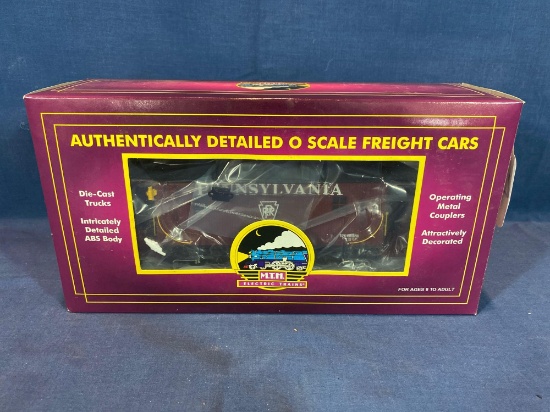 AUTHENTICALLY DETAILED O SCALE FREIGHT CARS
PENNSYLVANIA
Die-Cast
Trucks
Intricately
Detailed
ABS Body
Operating
Metal
Couplers
Attractively
Decorated
M.T.H.
ELECTRIC TRAINS
FOR AGES 8 TO ADULT